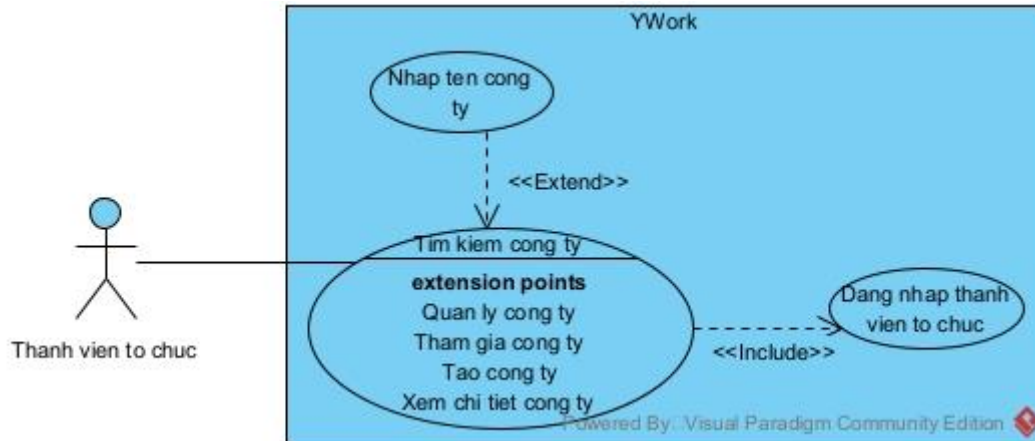 YWork
Nhap ten cong
ty
<<Extend>>
Tim kiem cong ty
extension points
Quan ly cong ty
Tham gia cong ty
Tao cong ty
Xem chi tiet cong ty
Dang nhap thanh
vien to chuc
<<Include>>
Thanh vien to chuc
Powered By: Visual Paradigm Community Edition